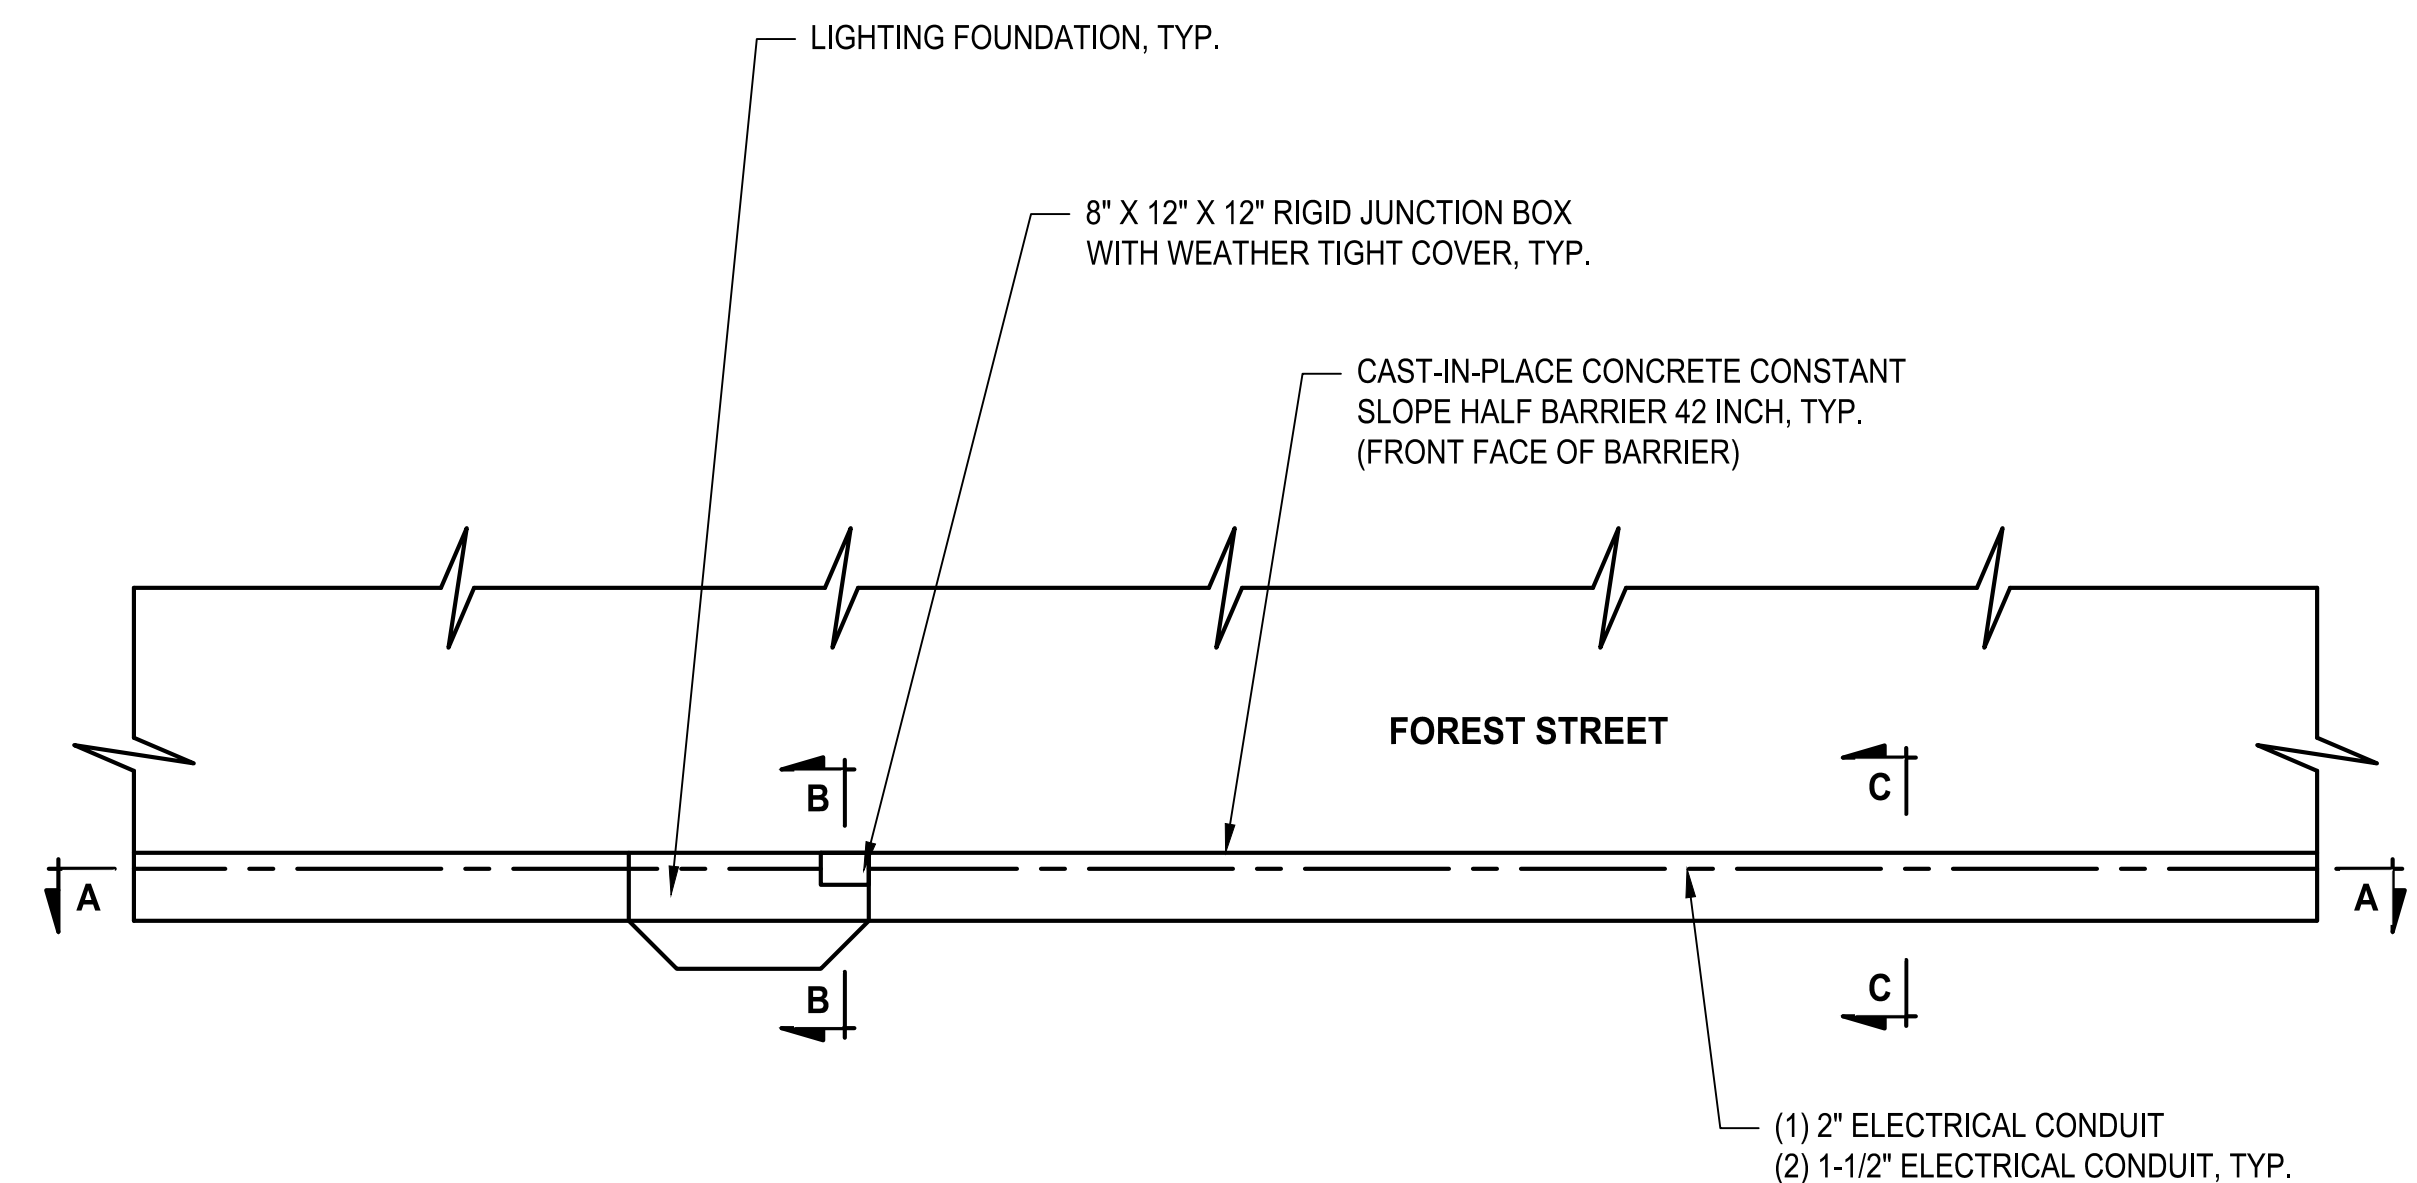 LIGHTING FOUNDATION, TYP.
8" X 12" X 12" RIGID JUNCTION BOX
WITH WEATHER TIGHT COVER, TYP.
CAST-IN-PLACE CONCRETE CONSTANT
SLOPE HALF BARRIER 42 INCH, TYP.
(FRONT FACE OF BARRIER)
FOREST STREET
B
C
A
A
B
C
(1) 2" ELECTRICAL CONDUIT
(2) 1-1/2" ELECTRICAL CONDUIT, TYP.